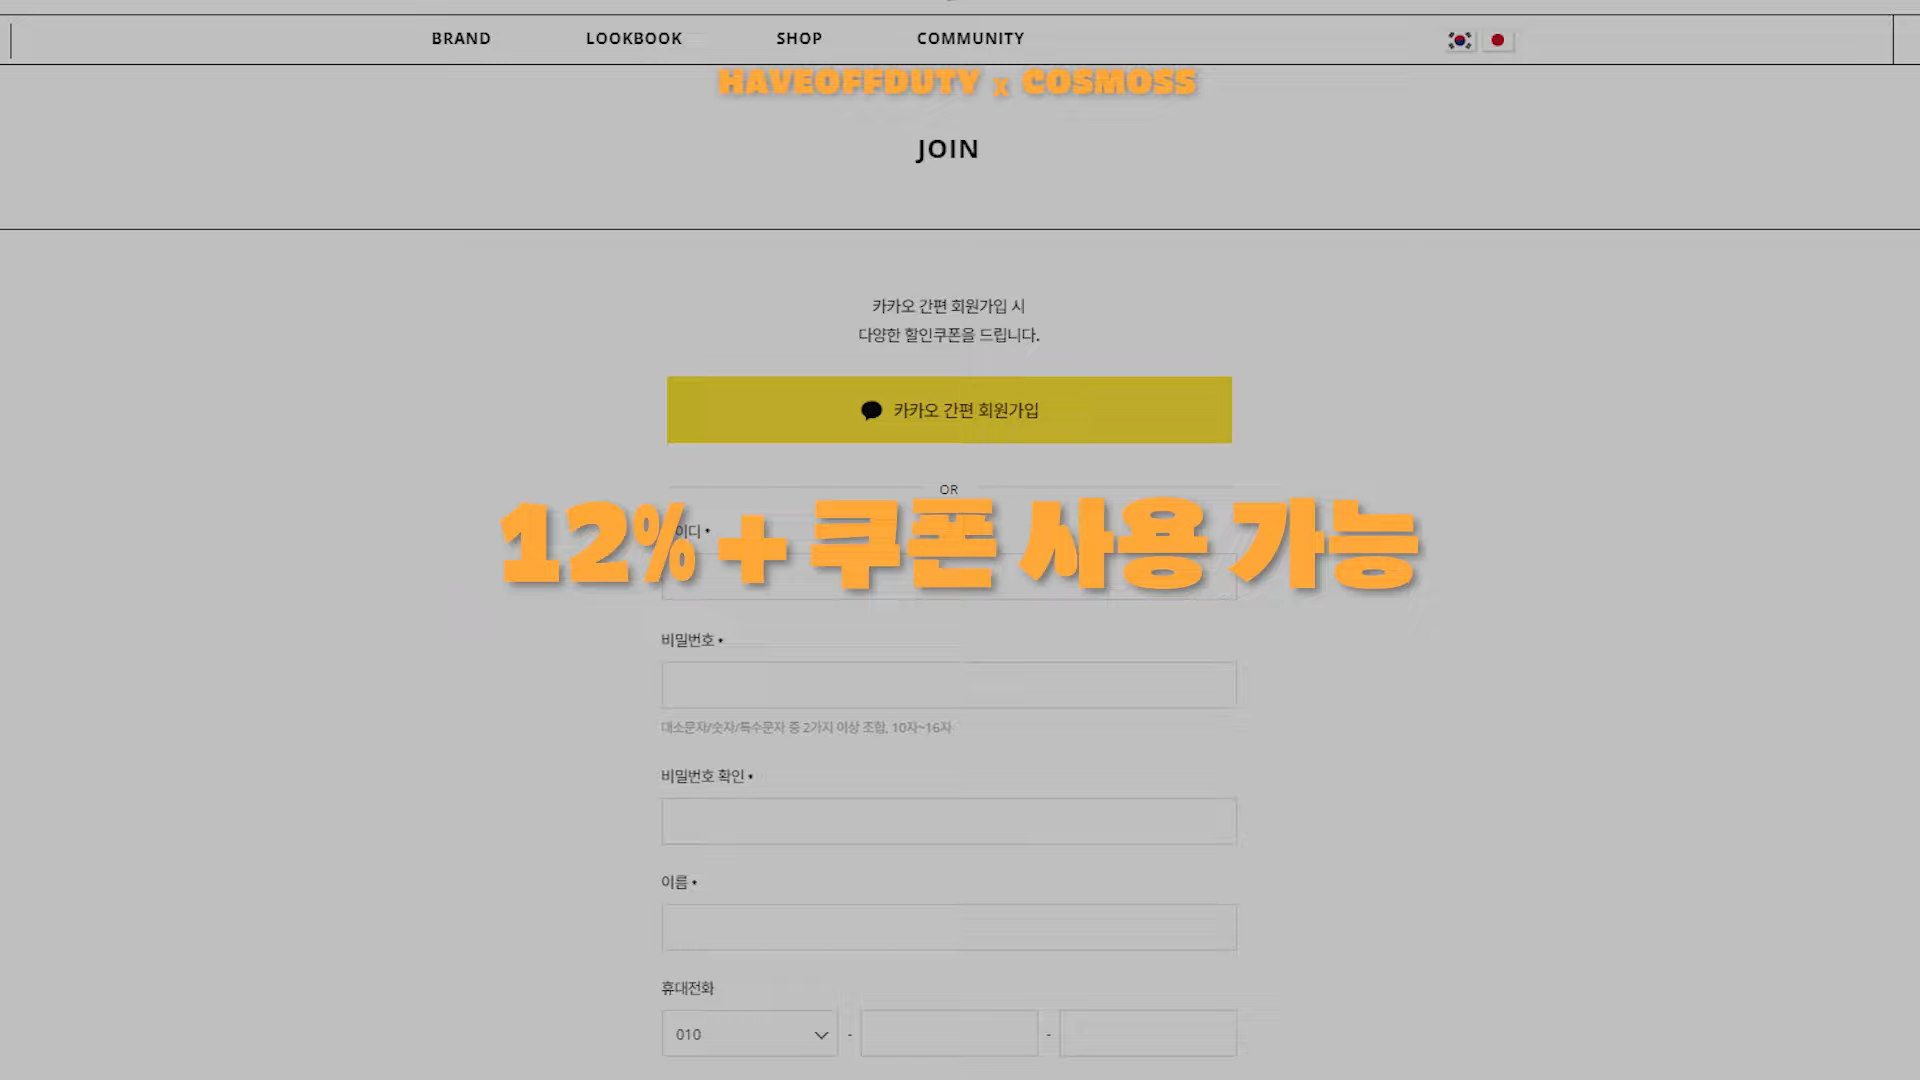 BRAND LOOKBOOK SHOP COMMUNITY
HAVEOFFDUTY x COSMOSS
JOIN
카카오 간편 회원가입 시
다양한 할인쿠폰을 드립니다.
카카오 간편 회원가입
OR
이디 •
12% + 쿠폰 사용 가능
비밀번호 •
대소문자/숫자/특수문자 중 2가지 이상 조합, 10자~16자
비밀번호 확인 •
이름 •
휴대전화
010 - -